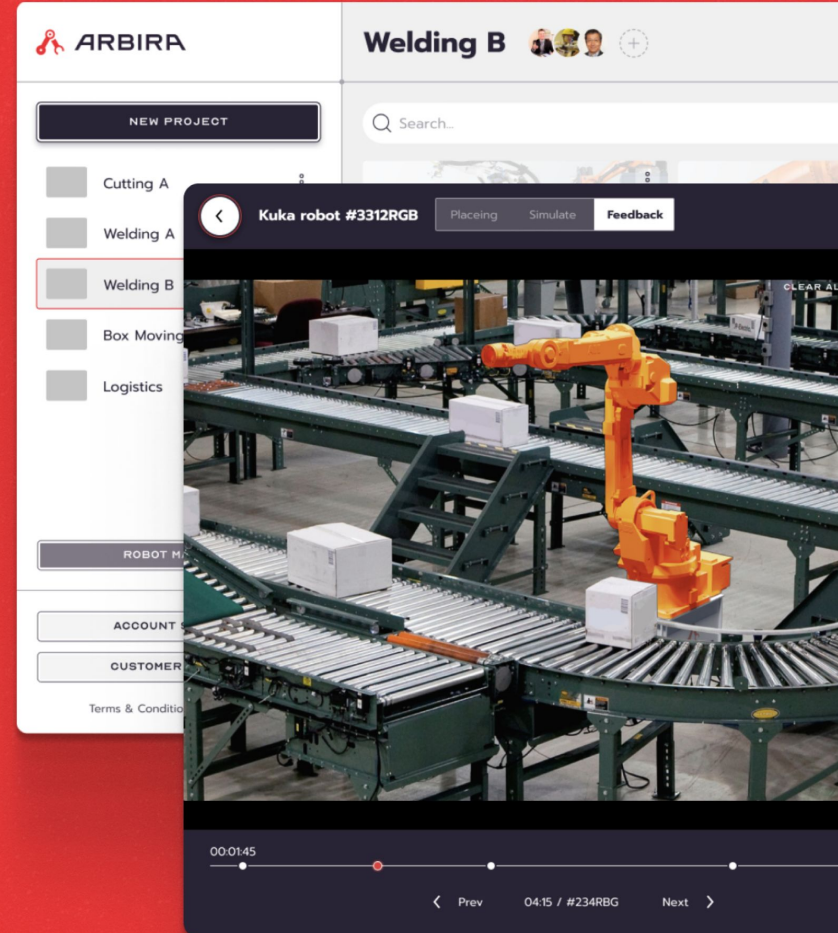 ARBIRA
Welding B
NEW PROJECT
Search...
Cutting A
Welding A
Welding B
Box Moving
Logistics
ROBOT M
ACCOUNT S
CUSTOMER
Terms & Conditio
Kuka robot #3312RGB
Placeing
Simulate
Feedback
CLEAR AL
00:01:45
Prev
04:15 / #234RBG
Next